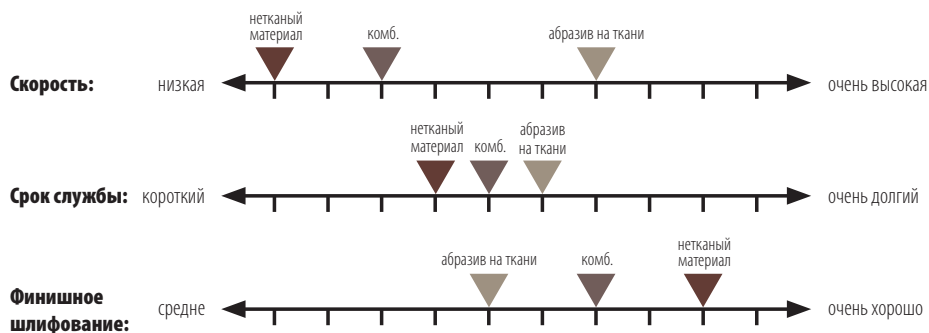 нетканый
материал
комб.
абразив на ткани
Скорость:
низкая
очень высокая
нетканый
материал
комб.
абразив
на ткани
Срок службы:
короткий
очень долгий
абразив на ткани
комб.
нетканый
материал
Финишное
шлифование:
средне
очень хорошо